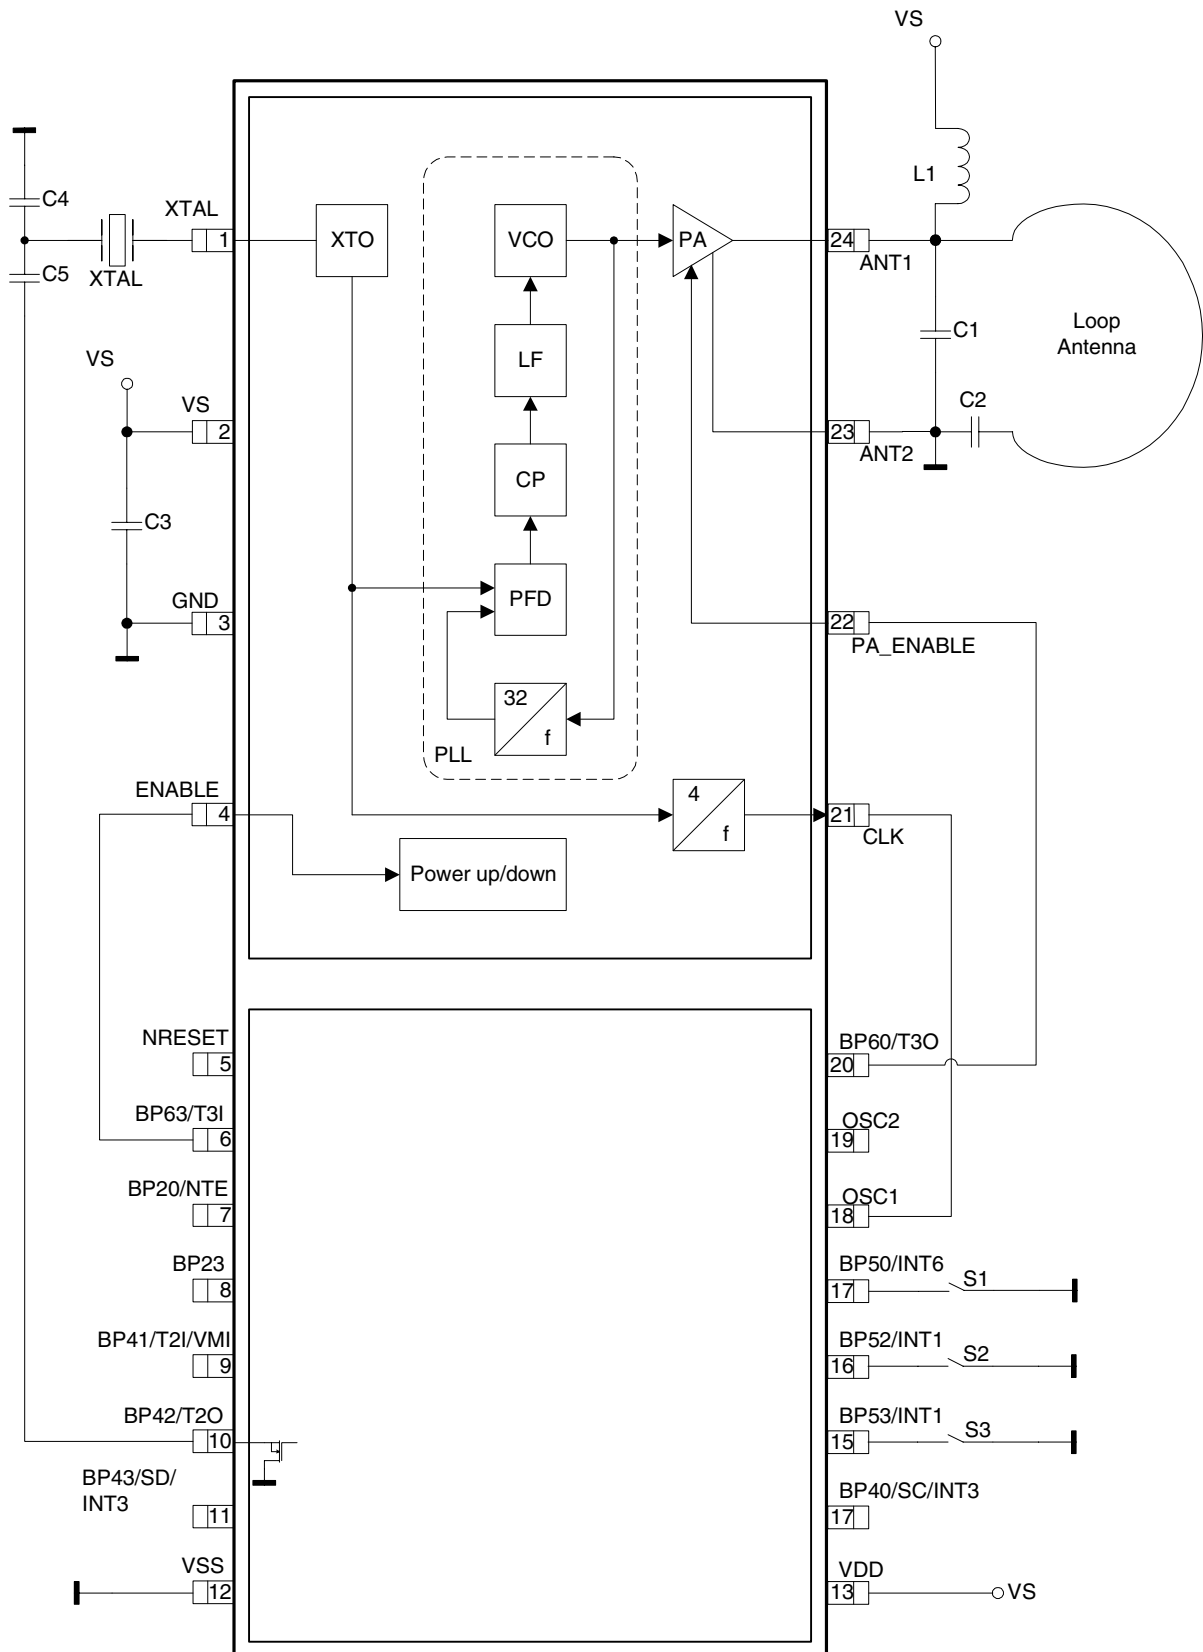 VS
L1
C4
XTAL
1
XTAL
C5
XTO
VCO
PA
24
ANT1
C1
Loop
Antenna
VS
VS
2
LF
C2
23
ANT2
CP
C3
GND
3
PFD
22
PA_ENABLE
32
f
PLL
ENABLE
4
4
f
21
CLK
Power up/down
NRESET
5
BP60/T3O
20
BP63/T3I
6
OSC2
19
BP20/NTE
7
OSC1
18
BP23
8
BP50/INT6
17
S1
BP41/T2I/VMI
9
BP52/INT1
16
S2
BP42/T2O
10
BP53/INT1
15
S3
BP43/SD/
INT3
11
BP40/SC/INT3
17
VSS
12
VDD
13
VS